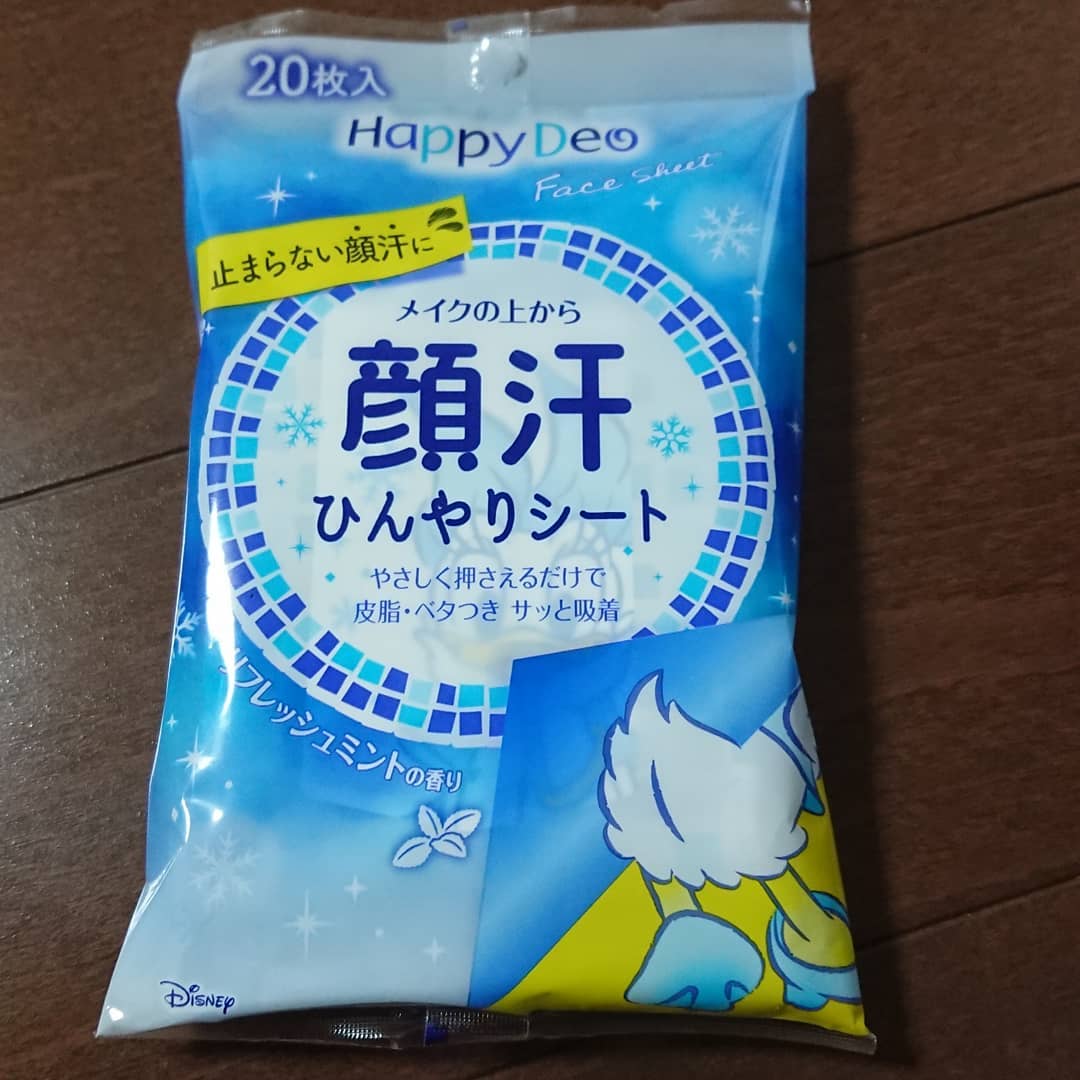 20枚入
HappyDeo
Face Sheet
止まらない顔汗に
メイクの上から
顔汗
ひんやりシート
やさしく押さえるだけで
皮脂・ベタつき サッと吸着
リフレッシュミントの香り
Disney